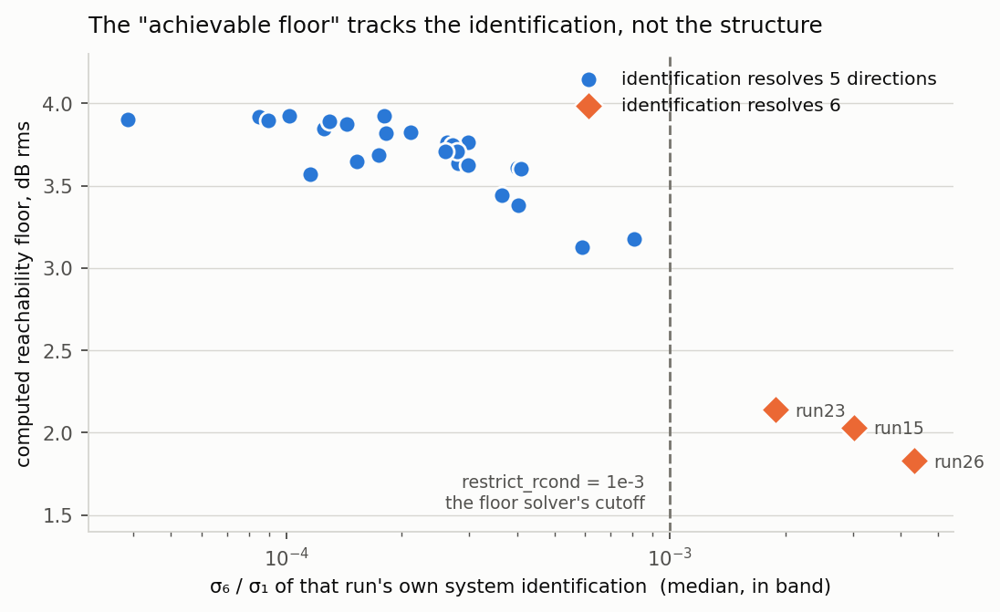 The "achievable floor" tracks the identification, not the structure
identification resolves 5 directions
identification resolves 6
computed reachability floor, dB rms
4.0
3.5
3.0
2.5
2.0
1.5
run23
run15
run26
restrict_rcond = 1e-3
the floor solver's cutoff
10⁻⁴
10⁻³
σ₆ / σ₁ of that run's own system identification (median, in band)